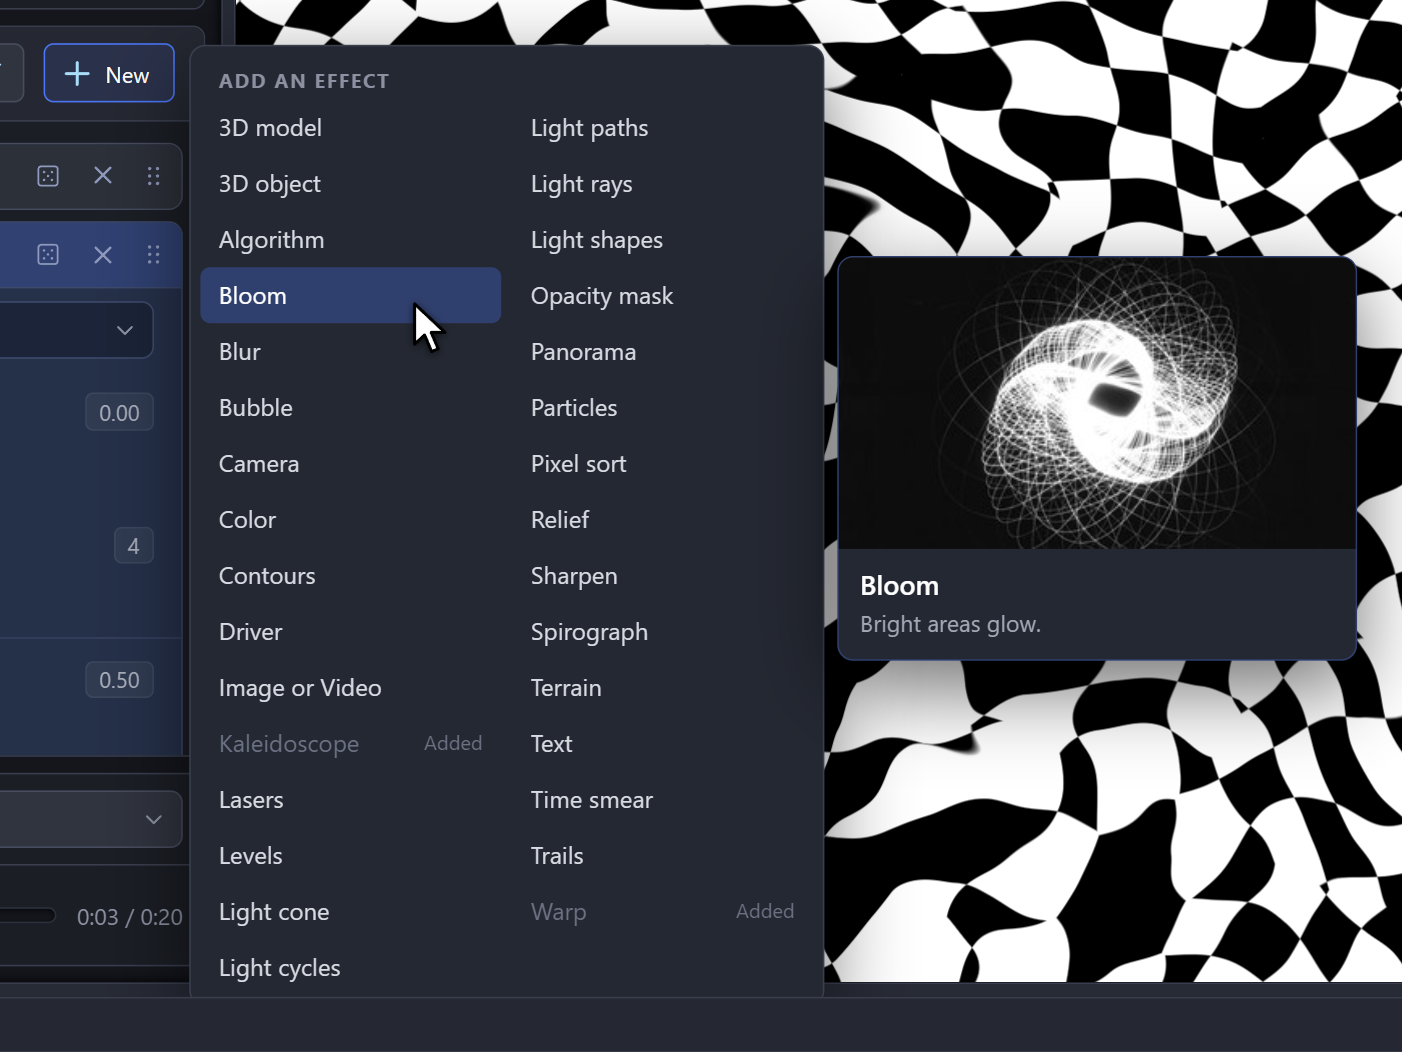 New
0.00
4
0.50
0:03 / 0:20
ADD AN EFFECT
3D model
3D object
Algorithm
Bloom
Blur
Bubble
Camera
Color
Contours
Driver
Image or Video
Kaleidoscope Added
Lasers
Levels
Light cone
Light cycles
Light paths
Light rays
Light shapes
Opacity mask
Panorama
Particles
Pixel sort
Relief
Sharpen
Spirograph
Terrain
Text
Time smear
Trails
Warp Added
Bloom
Bright areas glow.